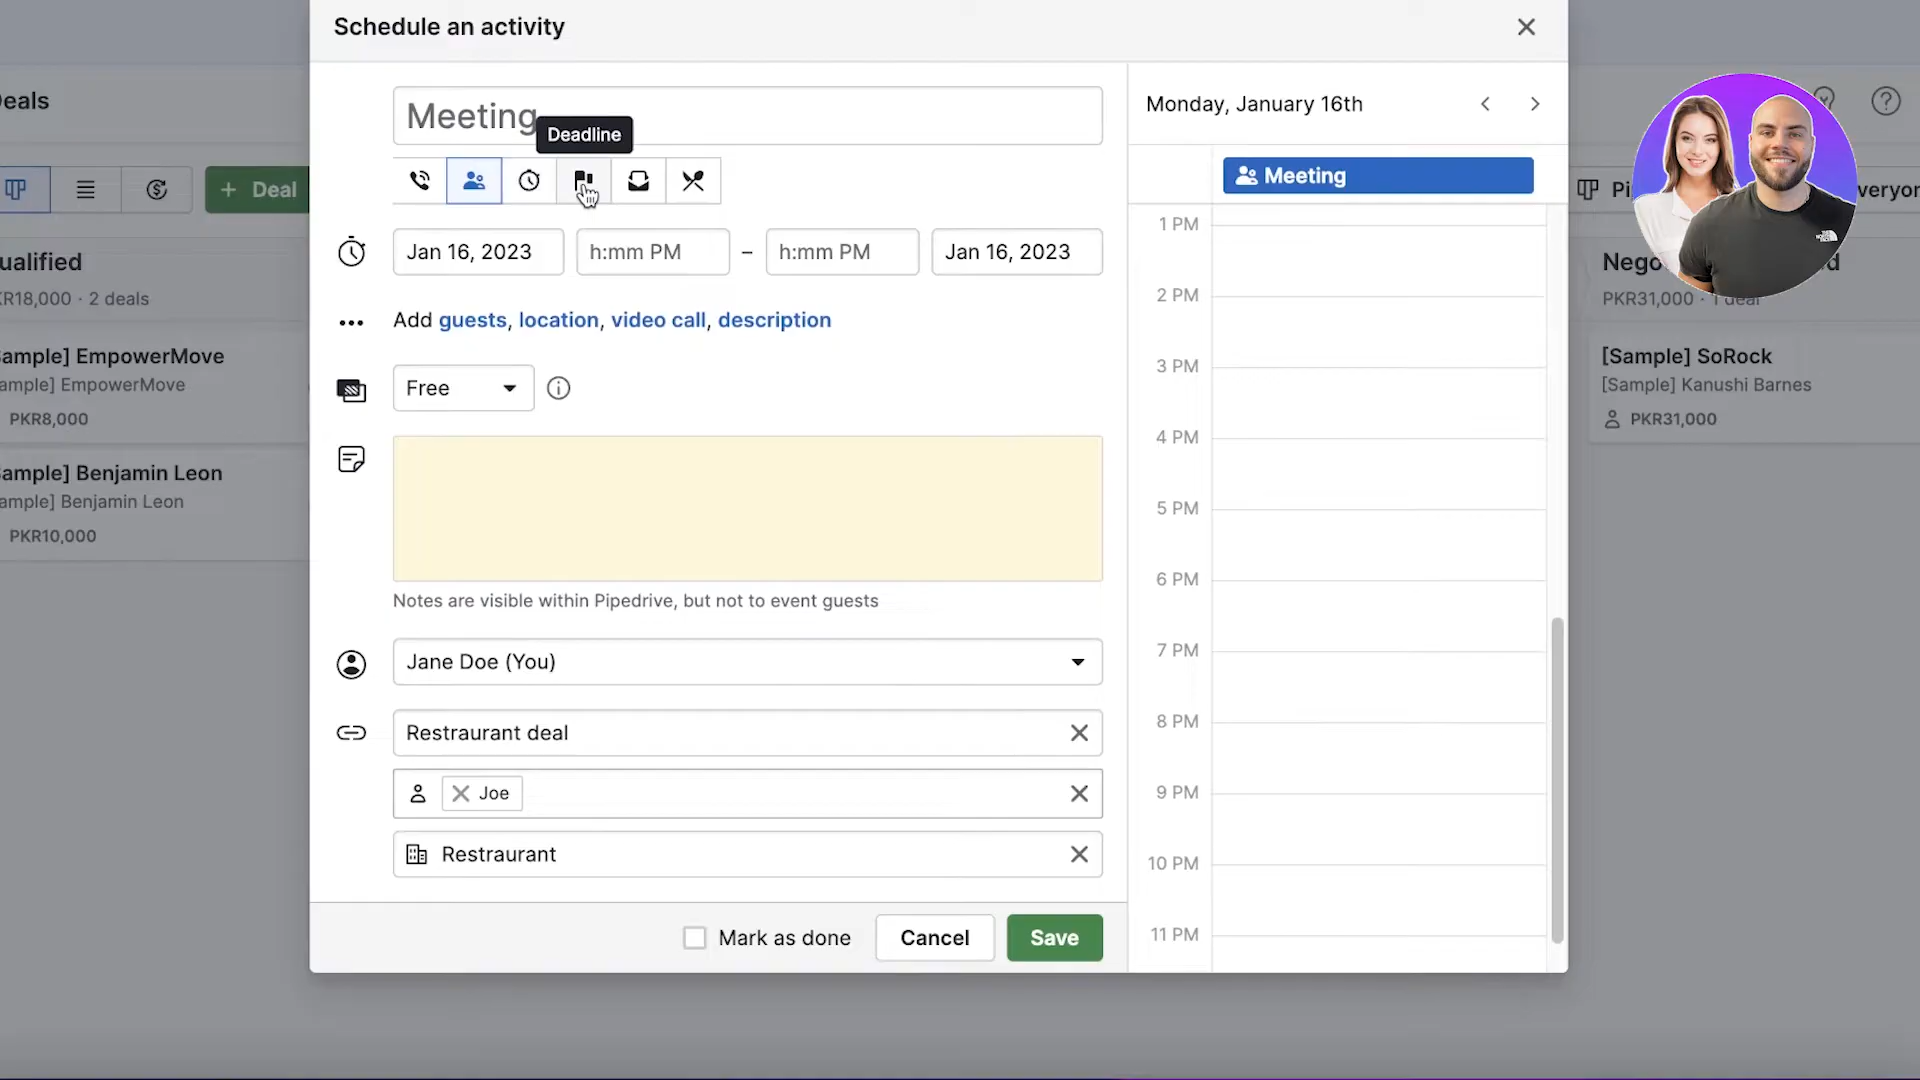 Schedule an activity
eals
Meeting
Deadline
Monday, January 16th
Meeting
+ Deal
Jan 16, 2023
h:mm PM
–
h:mm PM
Jan 16, 2023
Add guests, location, video call, description
Free
Notes are visible within Pipedrive, but not to event guests
Jane Doe (You)
Restraurant deal
Joe
Restraurant
Mark as done
Cancel
Save
1 PM
2 PM
3 PM
4 PM
5 PM
6 PM
7 PM
8 PM
9 PM
10 PM
11 PM
ualified
KR18,000 · 2 deals
ample] EmpowerMove
ample] EmpowerMove
PKR8,000
ample] Benjamin Leon
ample] Benjamin Leon
PKR10,000
Pi
veryon
Nego
d
PKR31,000 · 1 deal
[Sample] SoRock
[Sample] Kanushi Barnes
PKR31,000